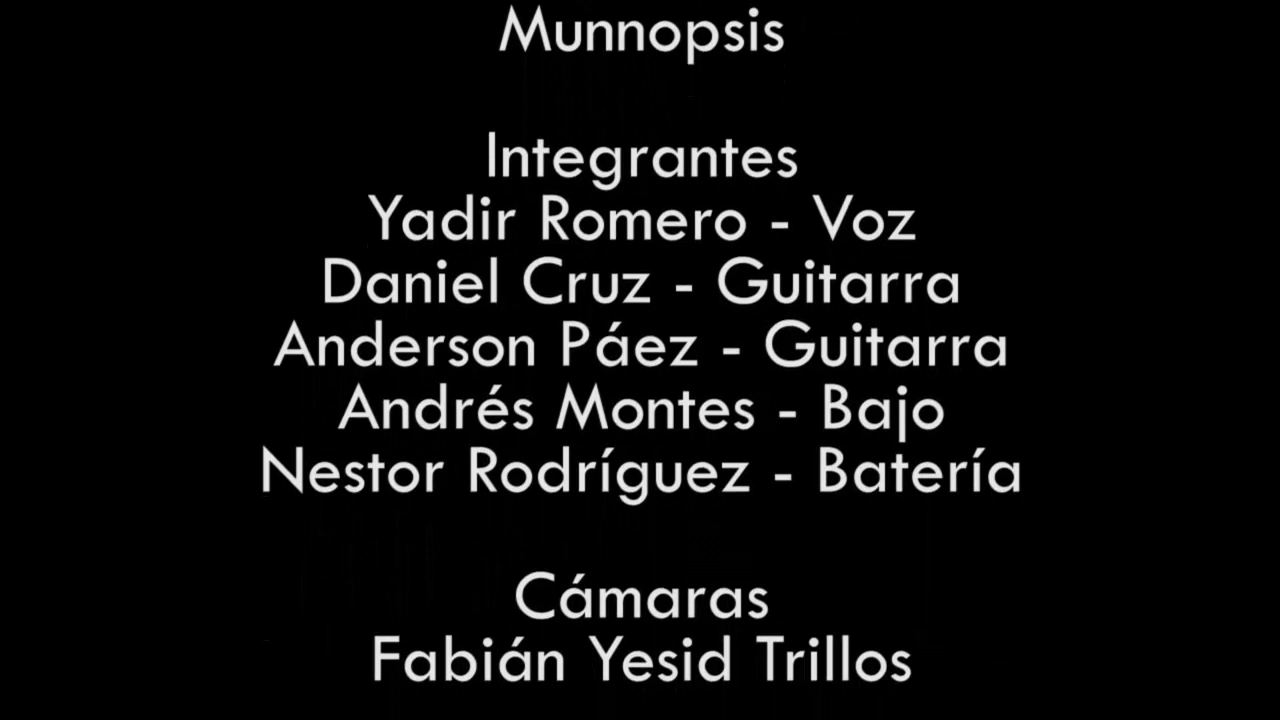 Munnopsis
Integrantes
Yadir Romero - Voz
Daniel Cruz - Guitarra
Anderson Páez - Guitarra
Andrés Montes - Bajo
Nestor Rodríguez - Batería
Cámaras
Fabián Yesid Trillos